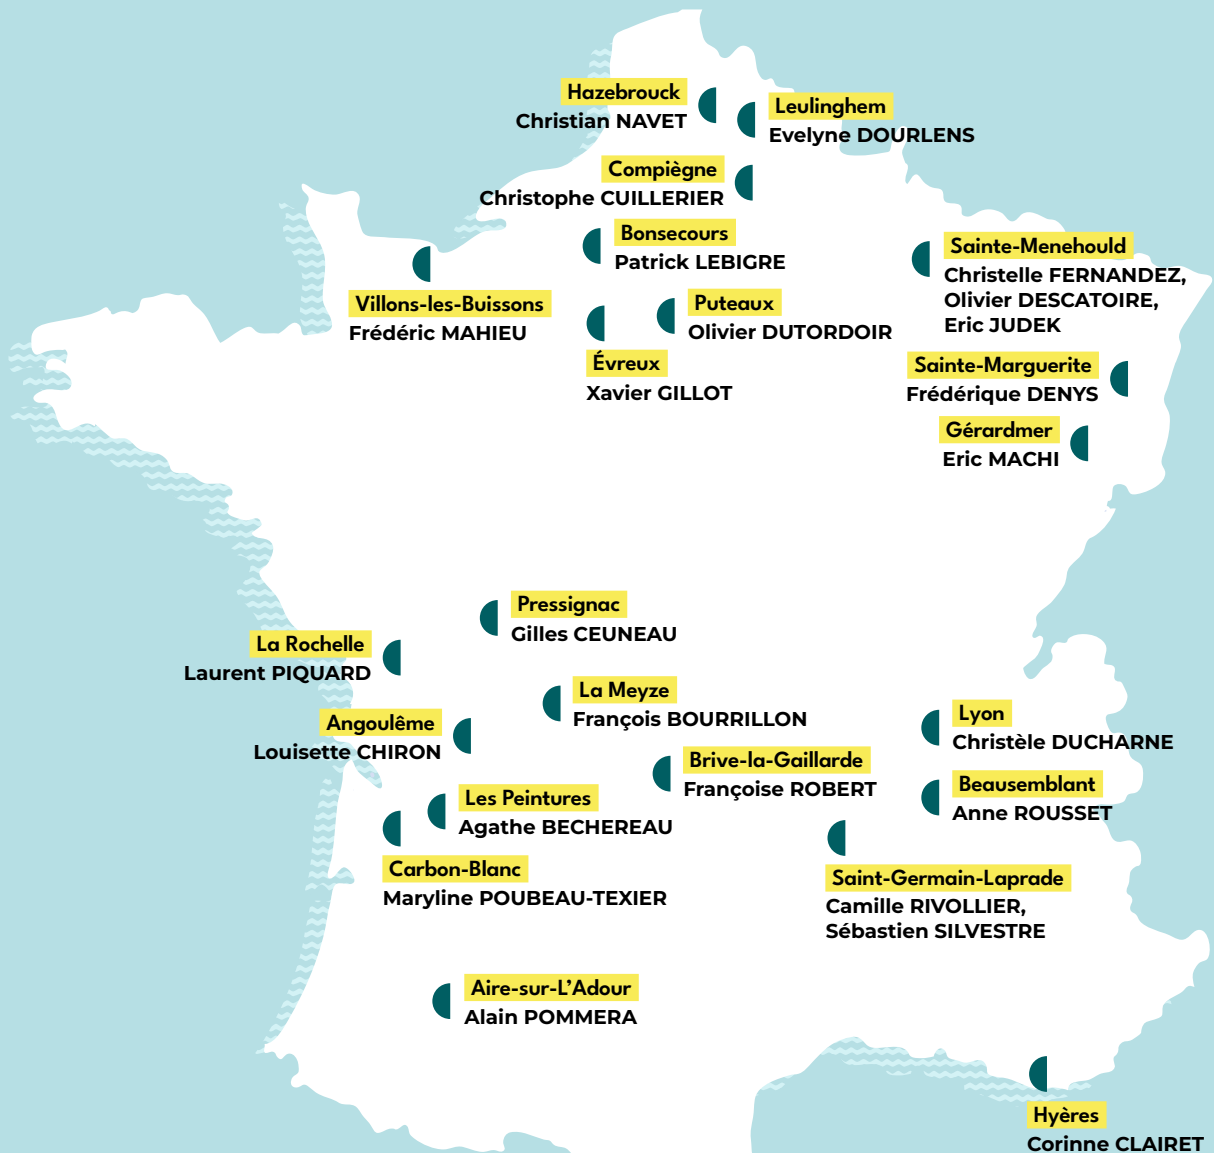 Hazebrouck
Christian NAVET
Leulinghem
Evelyne DOURLENS
Compiègne
Christophe CUILLERIER
Bonsecours
Patrick LEBIGRE
Sainte-Menehould
Christelle FERNANDEZ,
Olivier DESCATOIRE,
Eric JUDEK
Villons-les-Buissons
Frédéric MAHIEU
Puteaux
Olivier DUTORDOIR
Évreux
Xavier GILLOT
Sainte-Marguerite
Frédérique DENYS
Gérardmer
Eric MACHI
Pressignac
Gilles CEUNEAU
La Rochelle
Laurent PIQUARD
La Meyze
François BOURRILLON
Angoulême
Louisette CHIRON
Lyon
Christèle DUCHARNE
Brive-la-Gaillarde
Françoise ROBERT
Beausemblant
Anne ROUSSET
Les Peintures
Agathe BECHEREAU
Carbon-Blanc
Maryline POUBEAU-TEXIER
Saint-Germain-Laprade
Camille RIVOLLIER,
Sébastien SILVESTRE
Aire-sur-L’Adour
Alain POMMERA
Hyères
Corinne CLAIRET